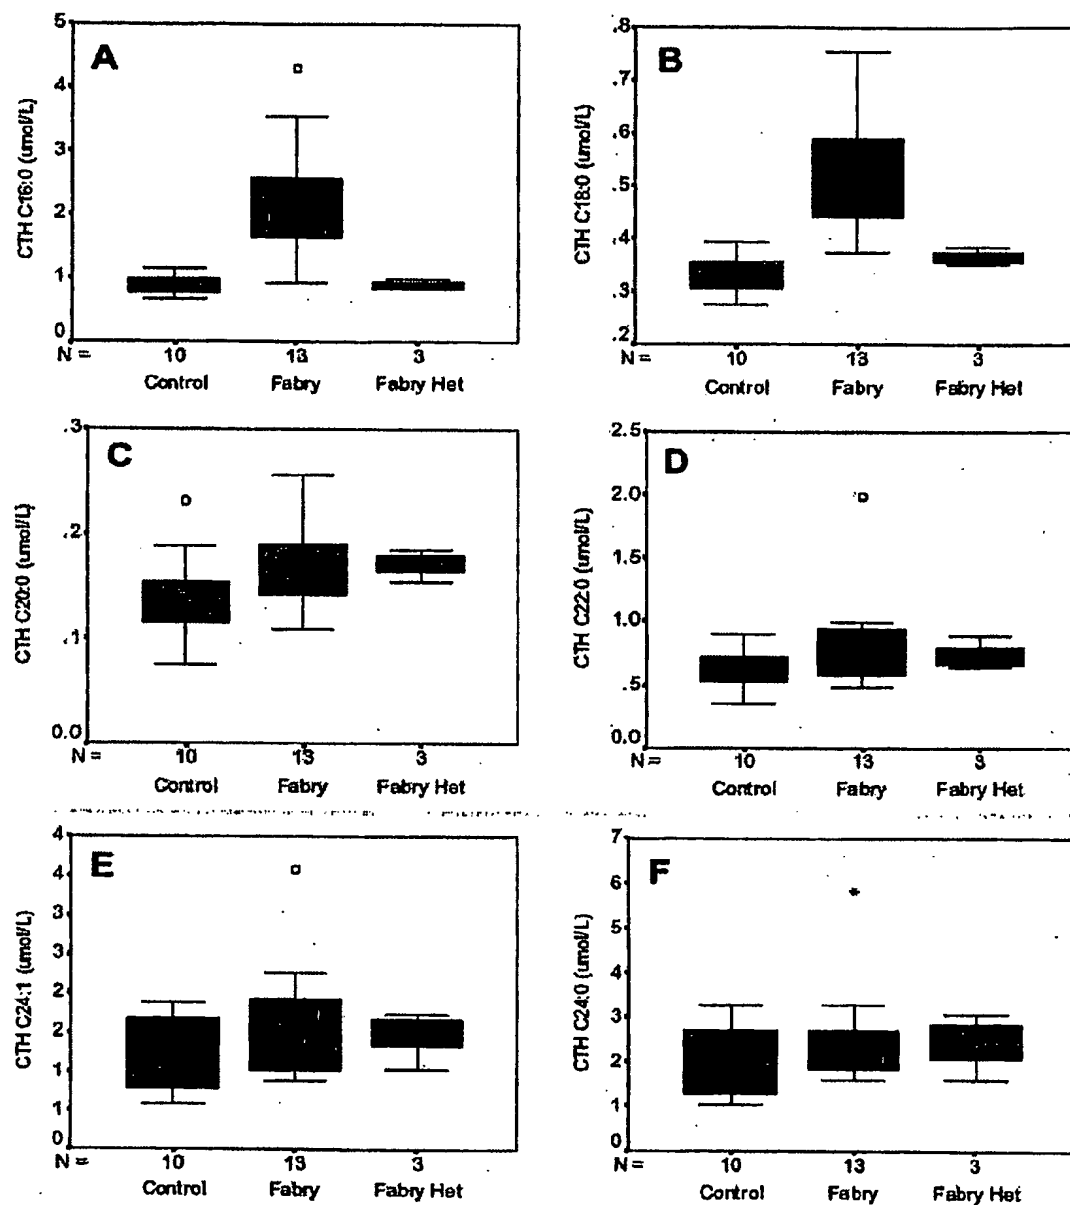 A
CTH C16:0 (umol/L)
5
4
3
2
1
0
N = 10 13 3
Control Fabry Fabry Het
B
CTH C18:0 (umol/L)
.8
.7
.6
.5
.4
.3
.2
N = 10 13 3
Control Fabry Fabry Het
C
CTH C20:0 (umol/L)
.3
.2
.1
0.0
N = 10 13 3
Control Fabry Fabry Het
D
CTH C22:0 (umol/L)
2.5
2.0
1.5
1.0
.5
0.0
N = 10 13 3
Control Fabry Fabry Het
E
CTH C24:1 (umol/L)
4
4
3
3
2
2
1
1
0
N = 10 13 3
Control Fabry Fabry Het
F
CTH C24:0 (umol/L)
7
6
5
4
3
2
1
0
N = 10 13 3
Control Fabry Fabry Het